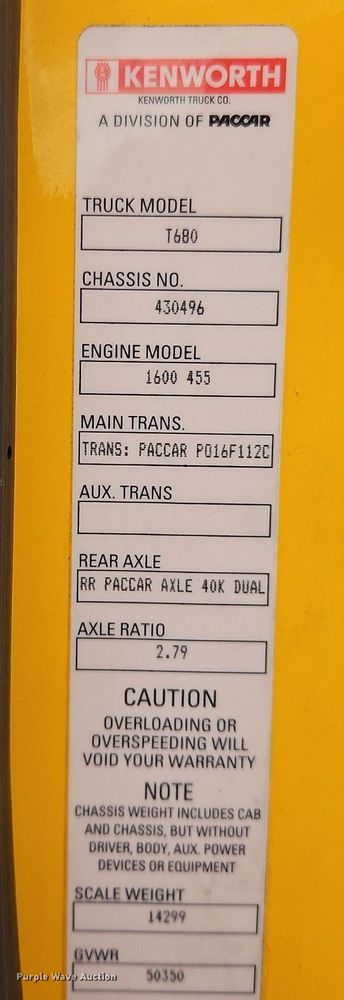 KENWORTH
KENWORTH TRUCK CO.
A DIVISION OF PACCAR
TRUCK MODEL
T680
CHASSIS NO.
430496
ENGINE MODEL
1600 455
MAIN TRANS.
TRANS: PACCAR PO16F112C
AUX. TRANS
REAR AXLE
RR PACCAR AXLE 40K DUAL
AXLE RATIO
2.79
CAUTION
OVERLOADING OR
OVERSPEEDING WILL
VOID YOUR WARRANTY
NOTE
CHASSIS WEIGHT INCLUDES CAB
AND CHASSIS, BUT WITHOUT
DRIVER, BODY, AUX. POWER
DEVICES OR EQUIPMENT
SCALE WEIGHT
14299
GVWR
50350
Purple Wave Auction